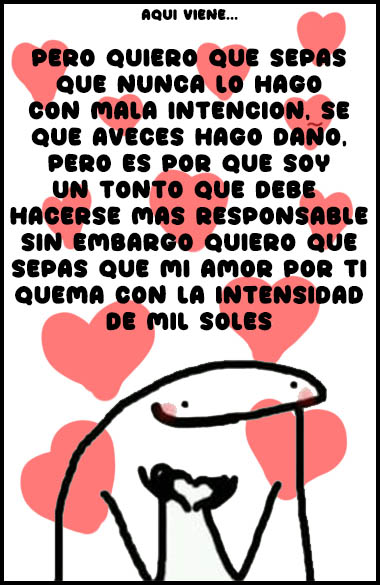 AQUI VIENE...
PERO QUIERO QUE SEPAS
QUE NUNCA LO HAGO
CON MALA INTENCION, SE
QUE AVECES HAGO DAÑO,
PERO ES POR QUE SOY
UN TONTO QUE DEBE
HACERSE MAS RESPONSABLE
SIN EMBARGO QUIERO QUE
SEPAS QUE MI AMOR POR TI
QUEMA CON LA INTENSIDAD
DE MIL SOLES